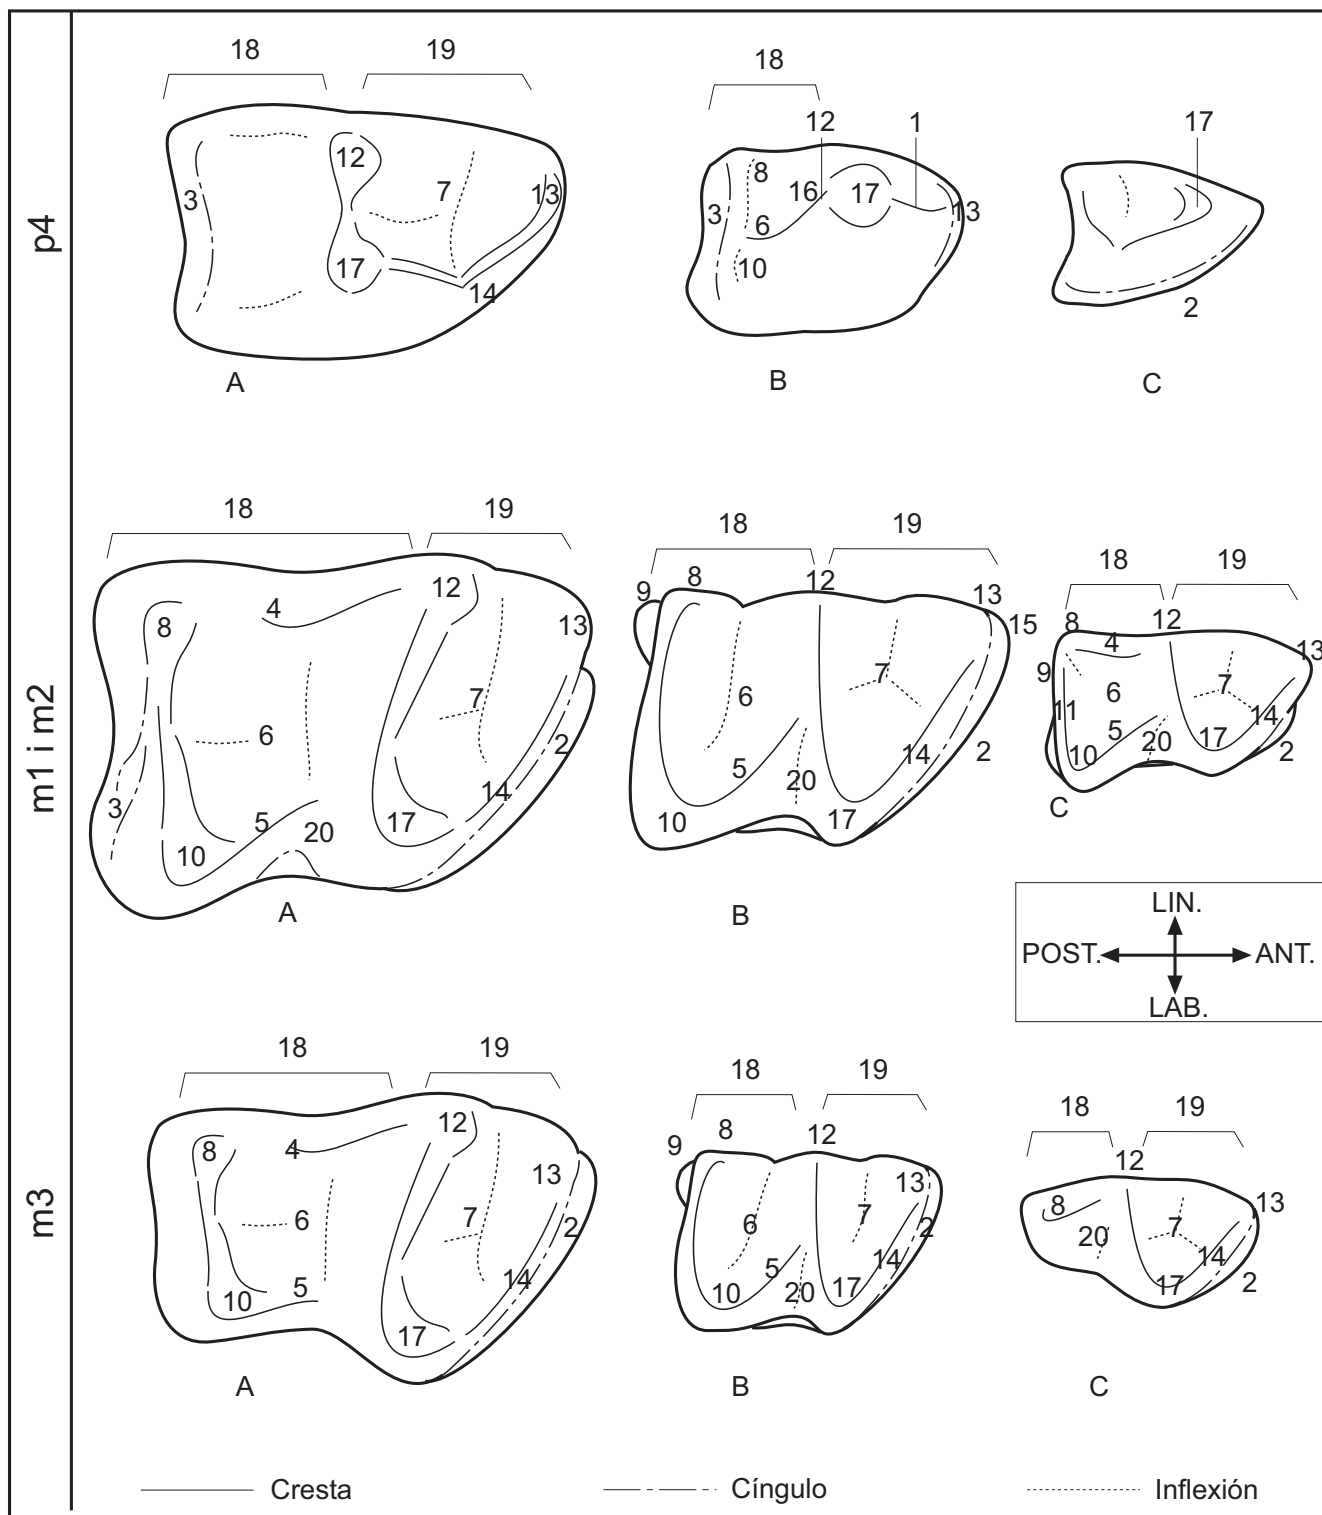 p4
18 19
12
3 7 13
17
14
A
18
12 1
8
16 17
3 6 13
10
B
17
2
C
m1 i m2
18 19
12
4
8 13
7
6 2
14
3 5 17
20
10
A
18 19
9 8 12 13
15
7
6
14 2
5 20
10 17
B
18 19
8 12
4 13
9
6 7
11 14
5 20 17
10 2
C
LIN.
POST. ANT.
LAB.
m3
18 19
12
8 4
13
7
6 2
14
5
10
17
A
18 19
9 8 12
13
7
6 2
14
5
10 20 17
B
18 19
12
8 13
7
20 14
17 2
C
Cresta Cíngulo Inflexión